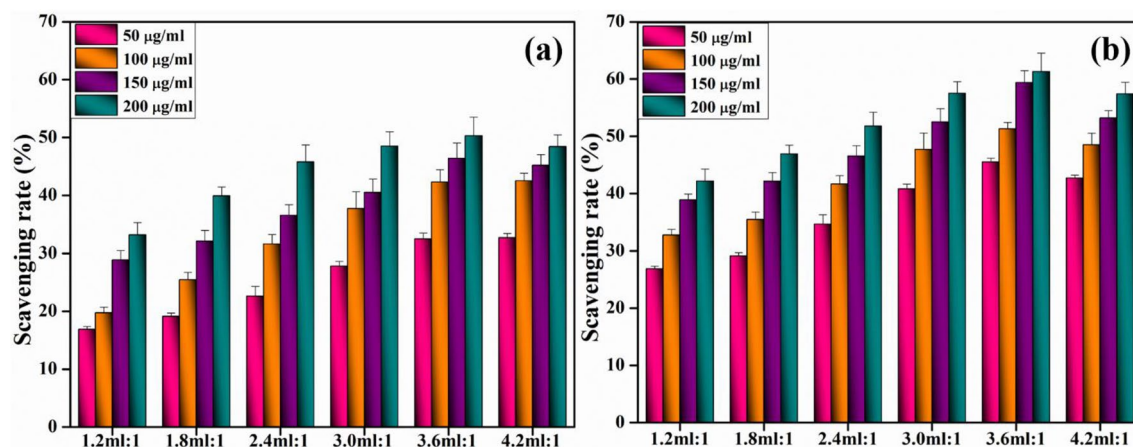 70
60
50
40
30
20
10
0
Scavenging rate (%)
50 μg/ml
100 μg/ml
150 μg/ml
200 μg/ml
(a)
1.2ml:1 1.8ml:1 2.4ml:1 3.0ml:1 3.6ml:1 4.2ml:1
70
60
50
40
30
20
10
0
Scavenging rate (%)
50 μg/ml
100 μg/ml
150 μg/ml
200 μg/ml
(b)
1.2ml:1 1.8ml:1 2.4ml:1 3.0ml:1 3.6ml:1 4.2ml:1